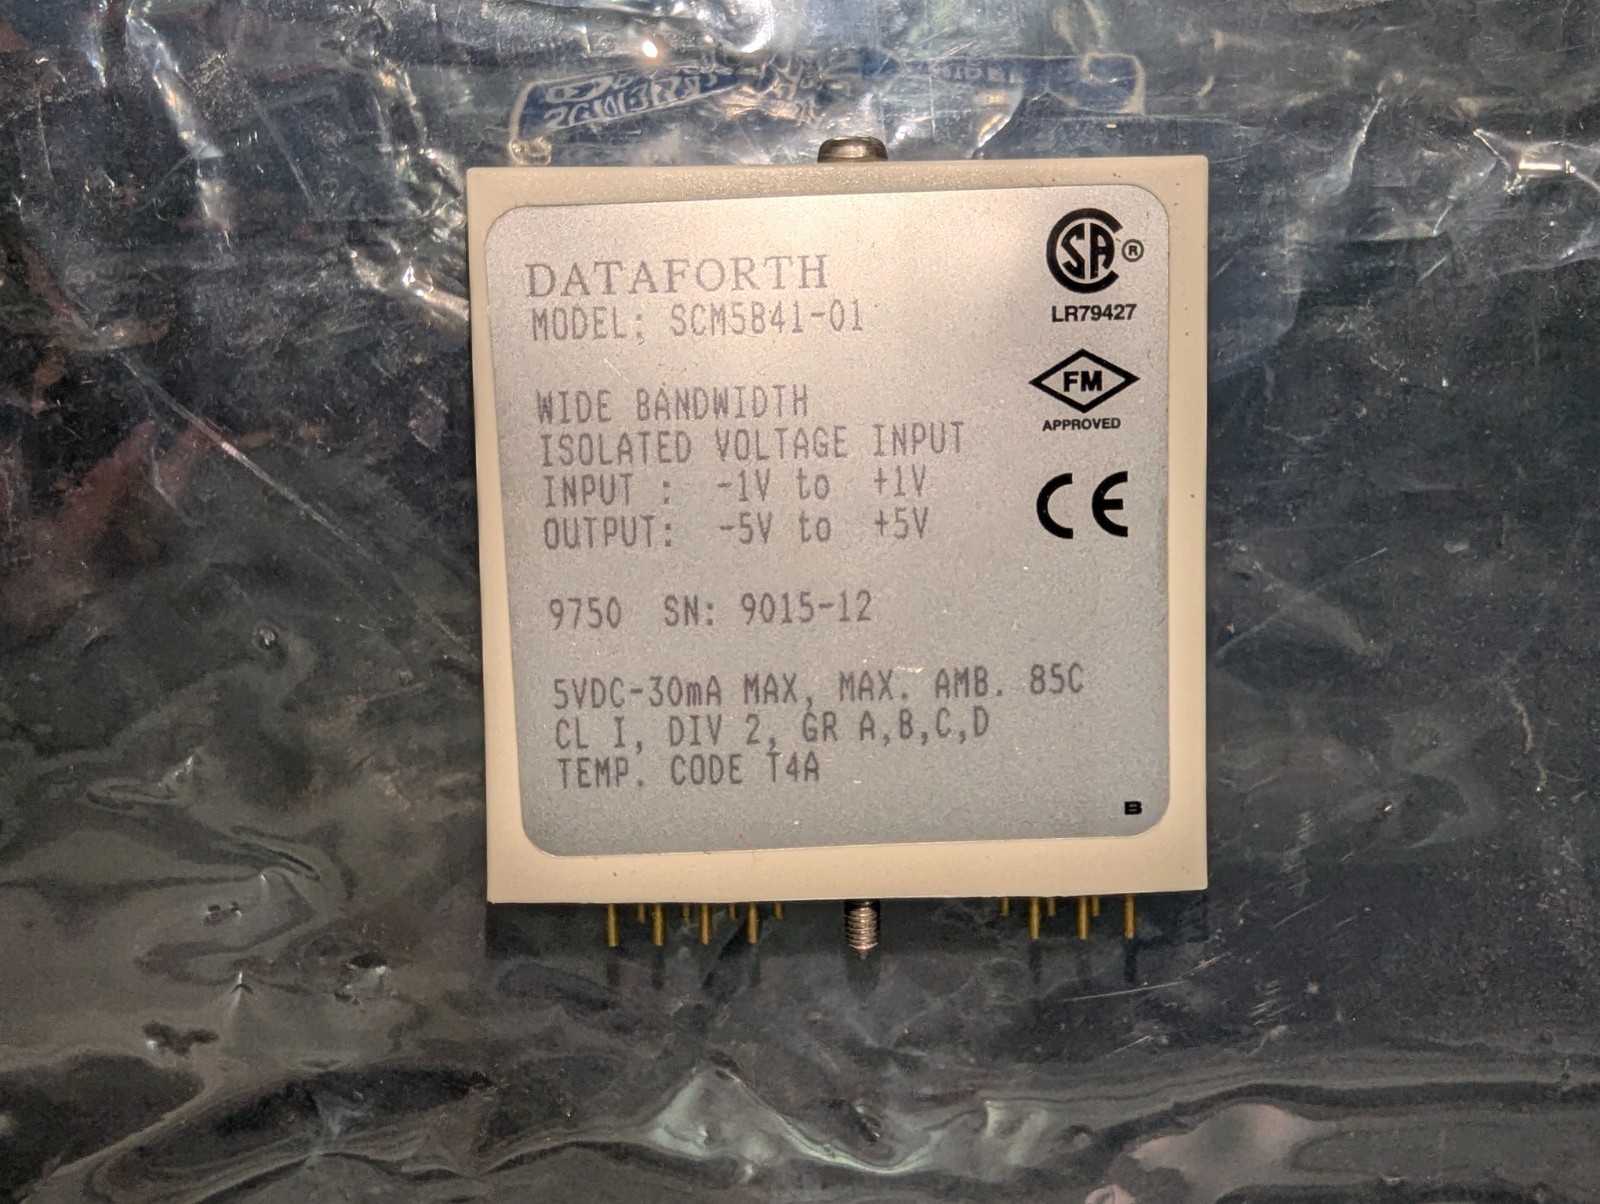 DATAFORTH
MODEL: SCM5B41-01
WIDE BANDWIDTH
ISOLATED VOLTAGE INPUT
INPUT : -1V to +1V
OUTPUT: -5V to +5V
9750 SN: 9015-12
5VDC-30mA MAX, MAX. AMB. 85C
CL I, DIV 2, GR A,B,C,D
TEMP. CODE T4A
SA ®
LR79427
FM
APPROVED
CE
B